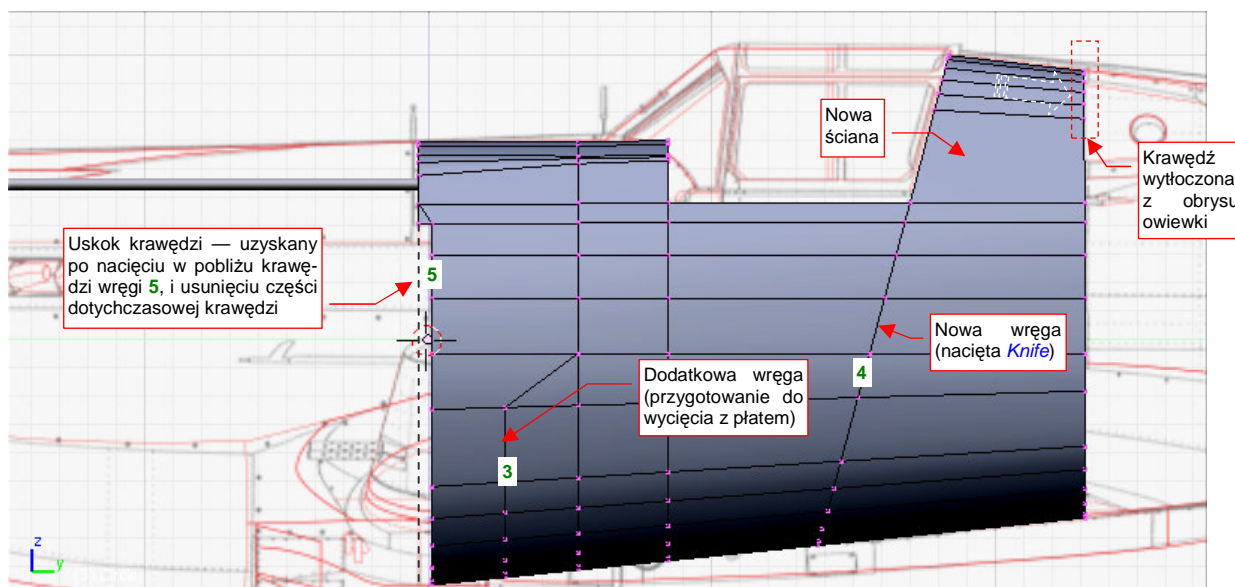 Nowa
ściana
Krawędź
wytłoczona
z obrysu
owiewki
Uskok krawędzi — uzyskany
po nacięciu w pobliżu krawę-
dzi wręgi 5, i usunięciu części
dotychczasowej krawędzi
5
Nowa wręga
(nacięta Knife)
4
Dodatkowa wręga
(przygotowanie do
wycięcia z płatem)
3
z
y